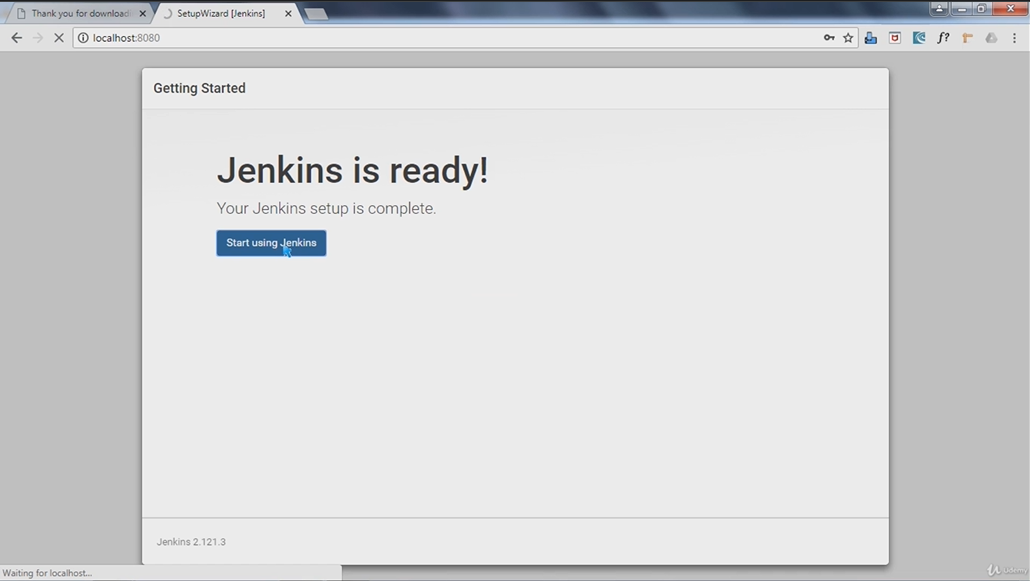 Thank you for downloadi
SetupWizard [Jenkins]
localhost:8080
f?
Getting Started
Jenkins is ready!
Your Jenkins setup is complete.
Start using Jenkins
Jenkins 2.121.3
Waiting for localhost...
Udemy